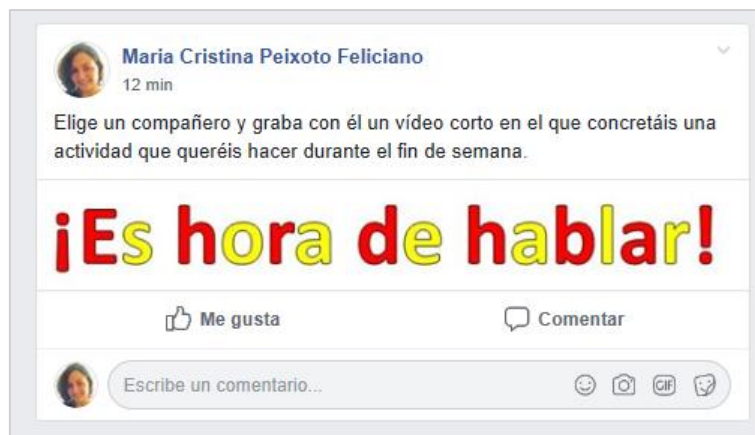 Maria Cristina Peixoto Feliciano
12 min
Elige un compañero y graba con él un vídeo corto en el que concretáis una
actividad que queréis hacer durante el fin de semana.
¡Es hora de hablar!
Me gusta
Comentar
Escribe un comentario...
GIF